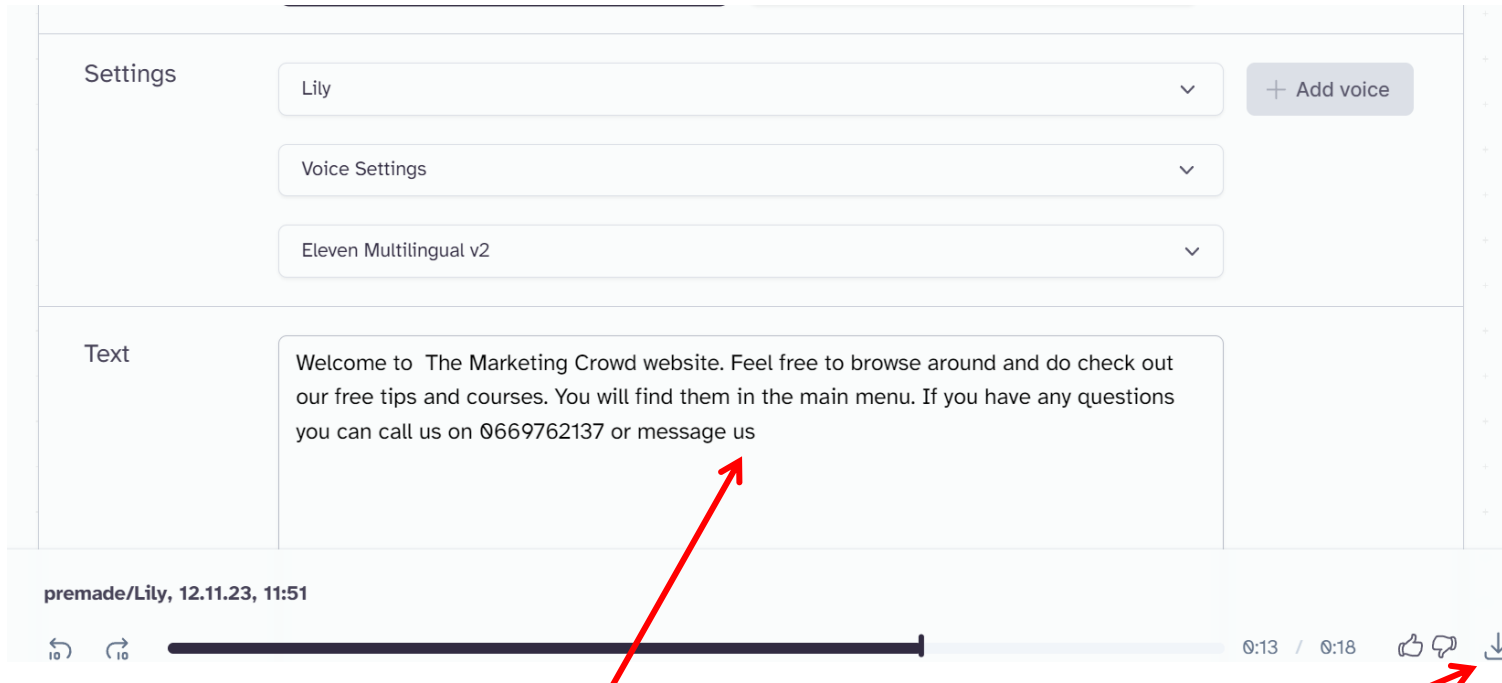 Settings
Lily
+ Add voice
Voice Settings
Eleven Multilingual v2
Text
Welcome to  The Marketing Crowd website. Feel free to browse around and do check out
our free tips and courses. You will find them in the main menu. If you have any questions
you can call us on 0669762137 or message us
premade/Lily, 12.11.23, 11:51
10
10
0:13 / 0:18